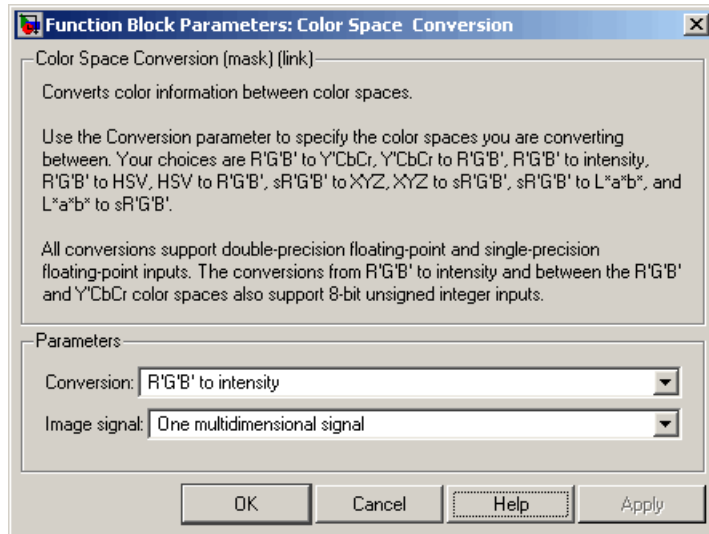 Function Block Parameters: Color Space Conversion
Color Space Conversion (mask) (link)
Converts color information between color spaces.
Use the Conversion parameter to specify the color spaces you are converting
between. Your choices are R'G'B' to Y'CbCr, Y'CbCr to R'G'B', R'G'B' to intensity,
R'G'B' to HSV, HSV to R'G'B', sR'G'B' to XYZ, XYZ to sR'G'B', sR'G'B' to L*a*b*, and
L*a*b* to sR'G'B'.
All conversions support double-precision floating-point and single-precision
floating-point inputs. The conversions from R'G'B' to intensity and between the R'G'B'
and Y'CbCr color spaces also support 8-bit unsigned integer inputs.
Parameters
Conversion: R'G'B' to intensity
Image signal: One multidimensional signal
OK Cancel Help Apply